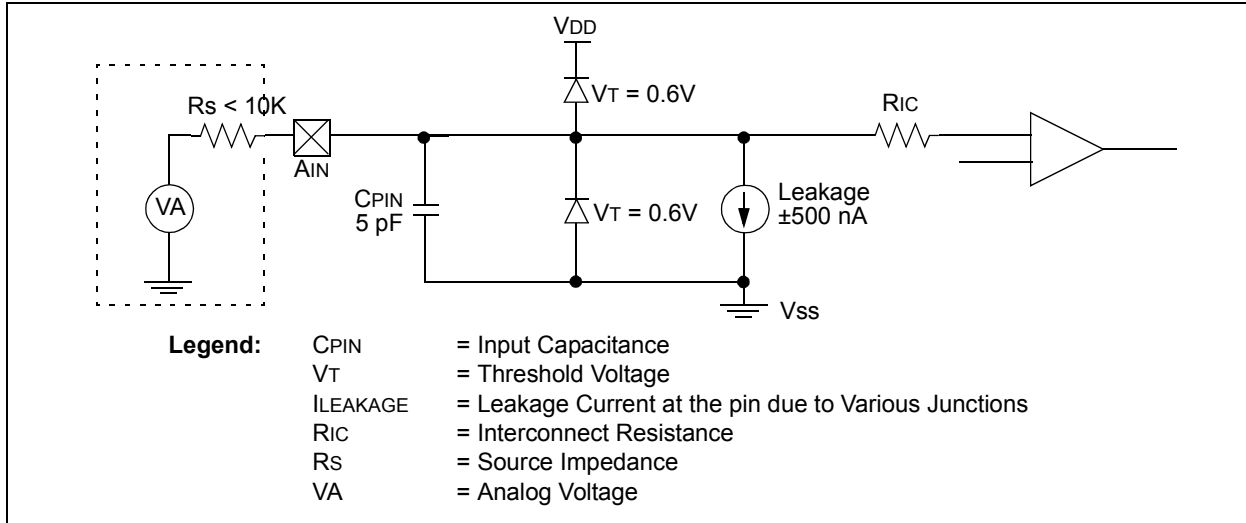 VDD
VT = 0.6V
RIC
Rs < 10K
AIN
Leakage
±500 nA
CPIN
5 pF
VT = 0.6V
VA
Vss
Legend: CPIN = Input Capacitance
VT = Threshold Voltage
ILEAKAGE = Leakage Current at the pin due to Various Junctions
RIC = Interconnect Resistance
RS = Source Impedance
VA = Analog Voltage